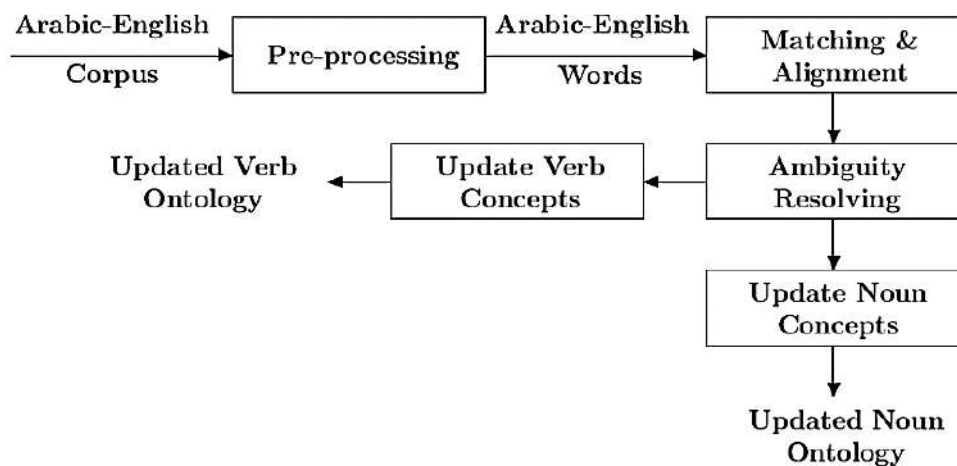 Arabic-English
Corpus
Pre-processing
Arabic-English
Words
Matching &
Alignment
Updated Verb
Ontology
Update Verb
Concepts
Ambiguity
Resolving
Update Noun
Concepts
Updated Noun
Ontology